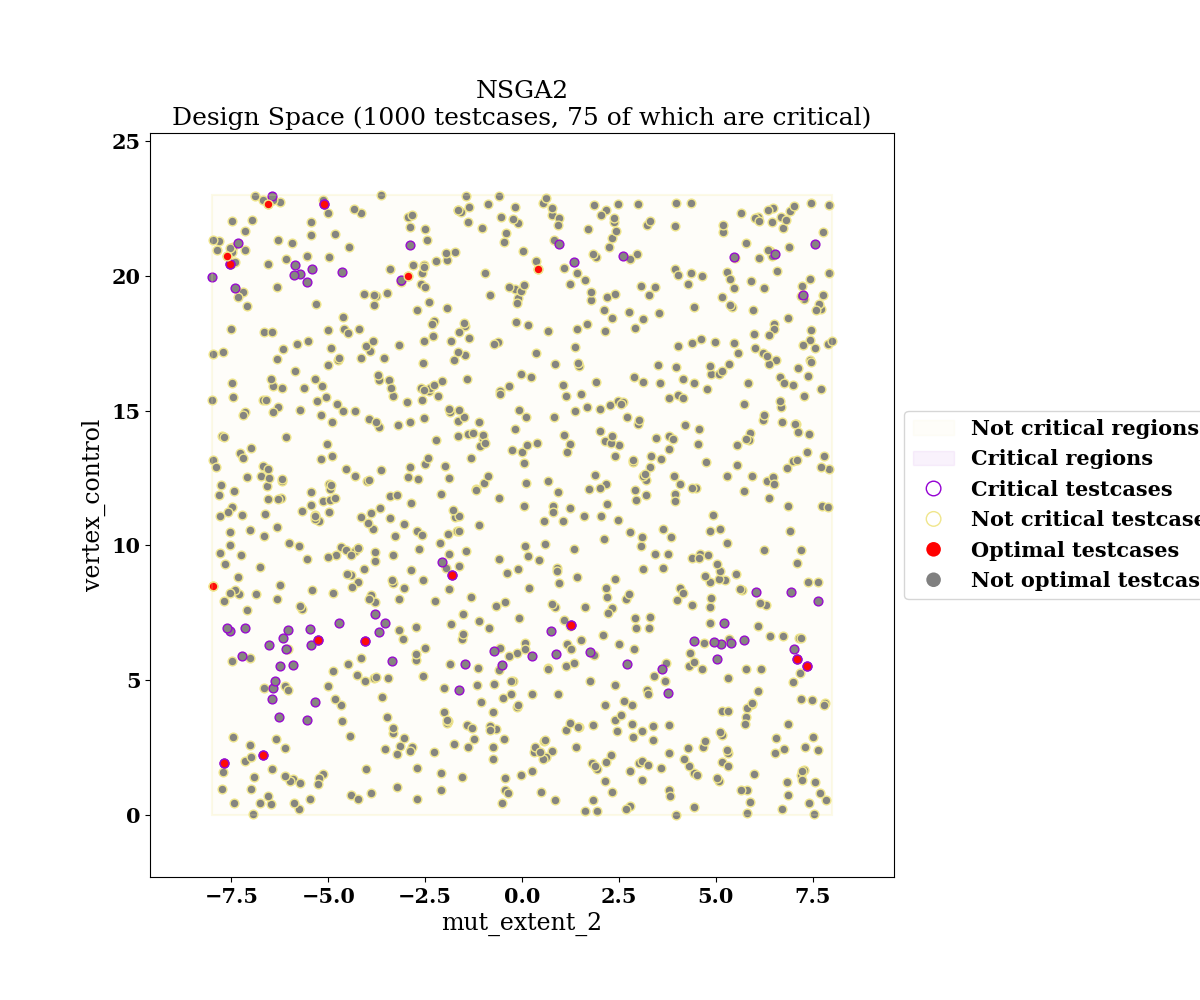 NSGA2
Design Space (1000 testcases, 75 of which are critical)
25
20
15
10
5
0
vertex_control
−7.5
−5.0
−2.5
0.0
2.5
5.0
7.5
mut_extent_2
Not critical regions
Critical regions
Critical testcases
Not critical testcase
Optimal testcases
Not optimal testcas